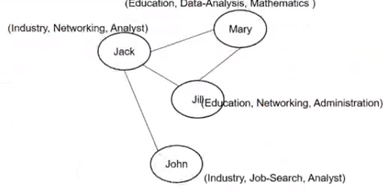 (Education, Data-Analysis, Mathematics )
(Industry, Networking, Analyst)
Mary
Jack
Jill
(Education, Networking, Administration)
John
(Industry, Job-Search, Analyst)